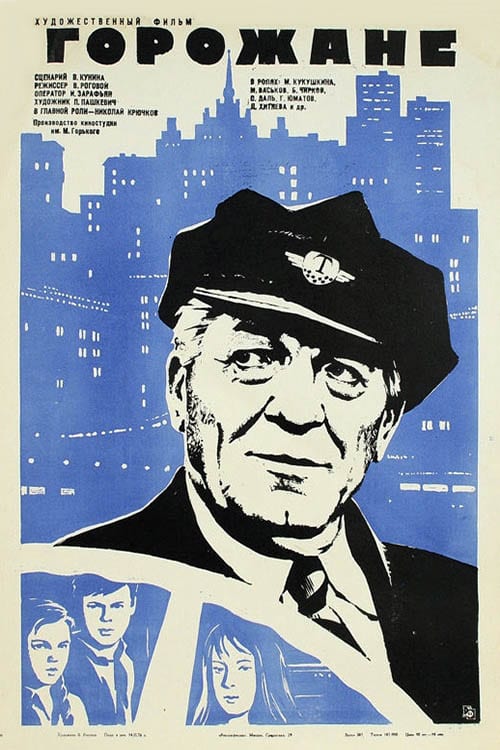 ХУДОЖЕСТВЕННЫЙ ФИЛЬМ
ГОРОЖАНЕ
СЦЕНАРИЙ В. КУНИНА
РЕЖИССЕР В. РОГОВОЙ
ОПЕРАТОР И. ЗАРАФЬЯН
ХУДОЖНИК П. ПАШКЕВИЧ
В ГЛАВНОЙ РОЛИ—НИКОЛАЙ КРЮЧКОВ
Производство киностудии
им. М. Горького
В РОЛЯХ: М. КУКУШКИНА,
М. ВАСЬКОВ, Б. ЧИРКОВ,
О. ДАЛЬ, Г. ЮМАТОВ,
Л. ДИГАЕВА и др.
Т